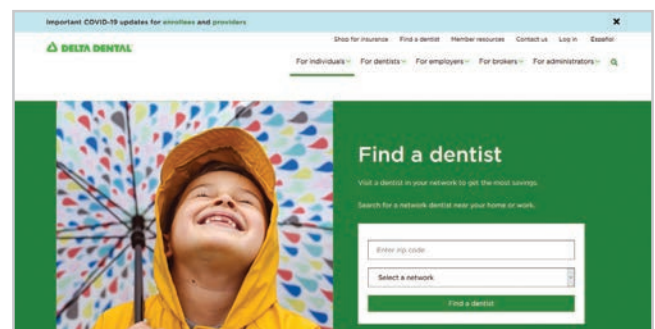 Important COVID-19 updates for enrollees and providers
Shop for insurance Find a dentist Member resources Contact us Log in Español
DELTA DENTAL
For individuals For dentists For employers For brokers For administrators
Find a dentist
Visit a dentist in your network to get the most savings.
Search for a network dentist near your home or work.
Enter zip code
Select a network
Find a dentist